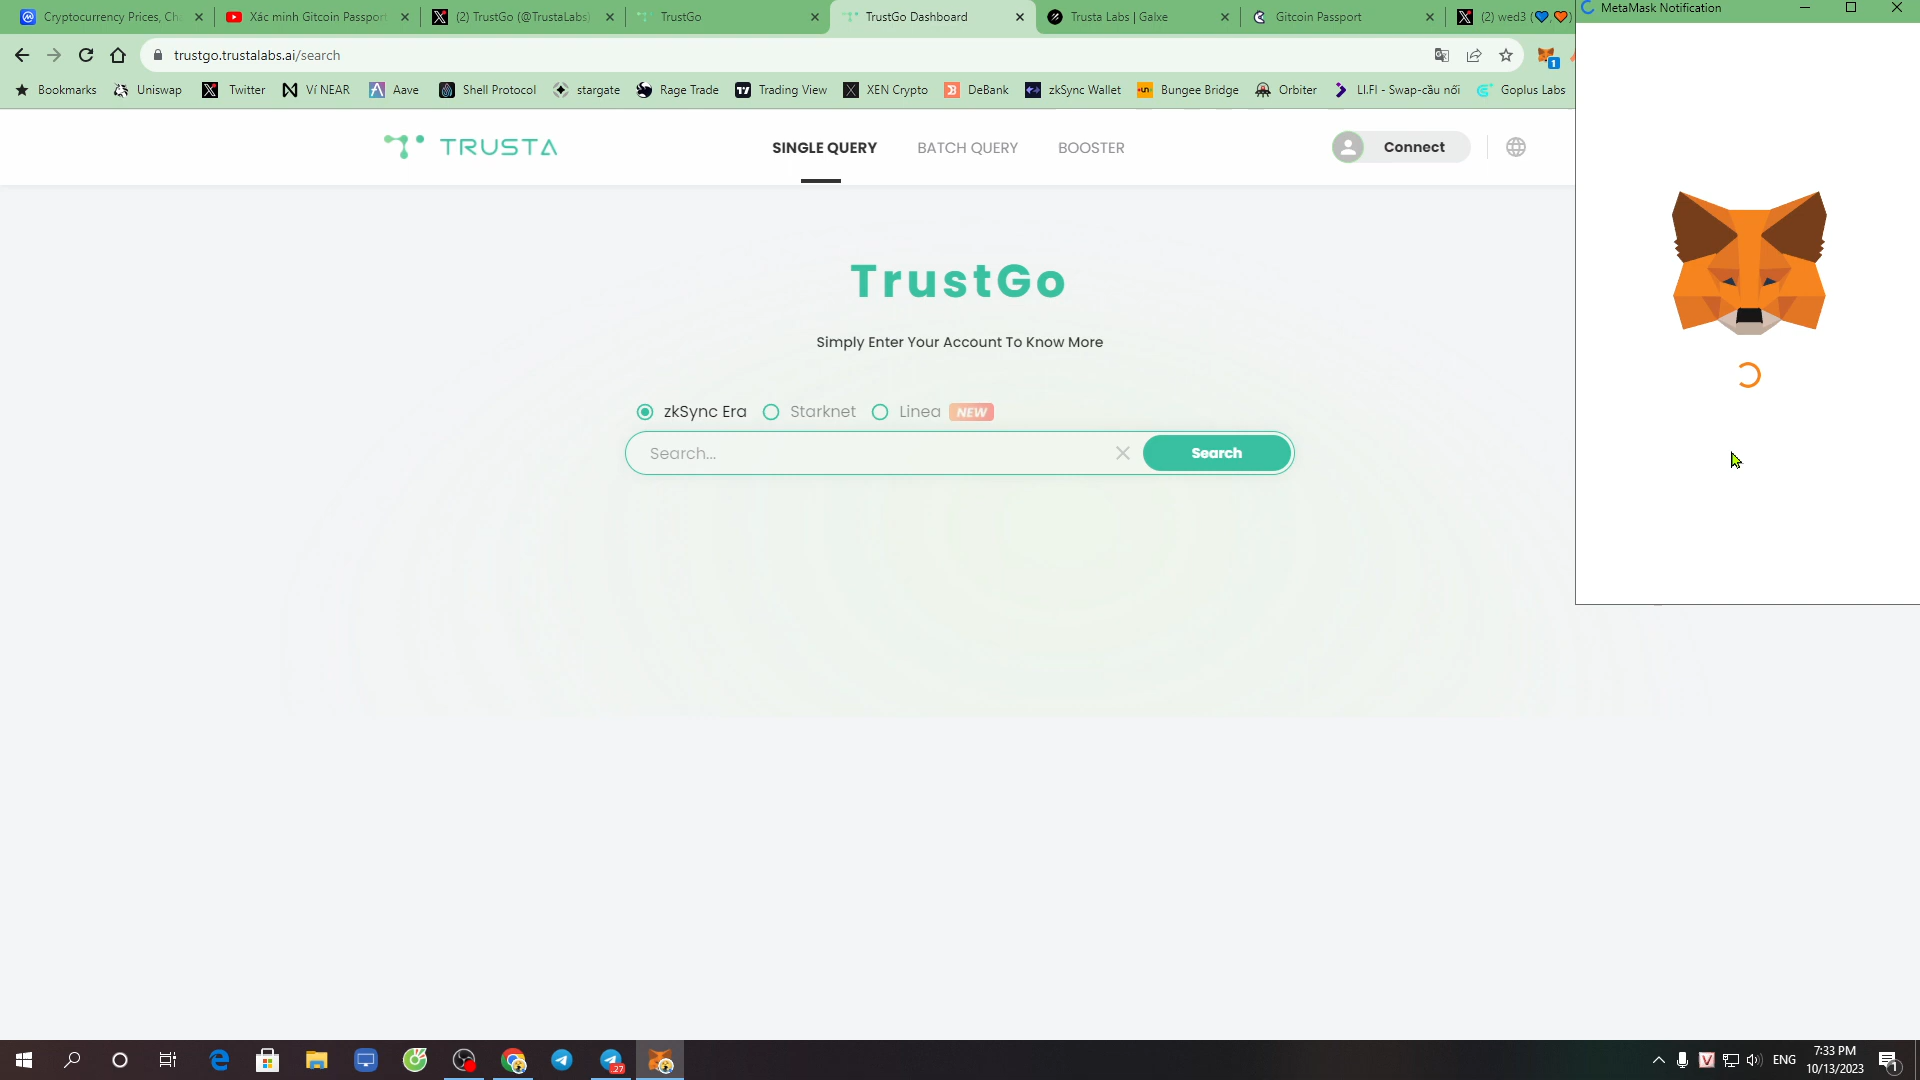 Cryptocurrency Prices, Ch
Xác minh Gitcoin Passport
(2) TrustGo (@TrustaLabs)
TrustGo
TrustGo Dashboard
Trusta Labs | Galxe
Gitcoin Passport
(2) wed3 (💙,🧡)
MetaMask Notification
trustgo.trustalabs.ai/search
1
Bookmarks
Uniswap
Twitter
Ví NEAR
Aave
Shell Protocol
stargate
Rage Trade
Trading View
XEN Crypto
DeBank
zkSync Wallet
Bungee Bridge
Orbiter
LI.FI - Swap-cầu nối
Goplus Labs
TRUSTA
SINGLE QUERY
BATCH QUERY
BOOSTER
Connect
TrustGo
Simply Enter Your Account To Know More
zkSync Era
Starknet
Linea NEW
Search...
Search
27
ENG
7:33 PM
10/13/2023
1